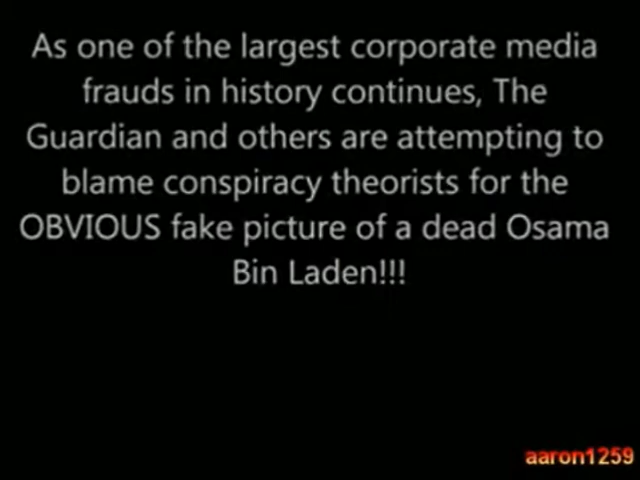 As one of the largest corporate media
frauds in history continues, The
Guardian and others are attempting to
blame conspiracy theorists for the
OBVIOUS fake picture of a dead Osama
Bin Laden!!!
aaron1259